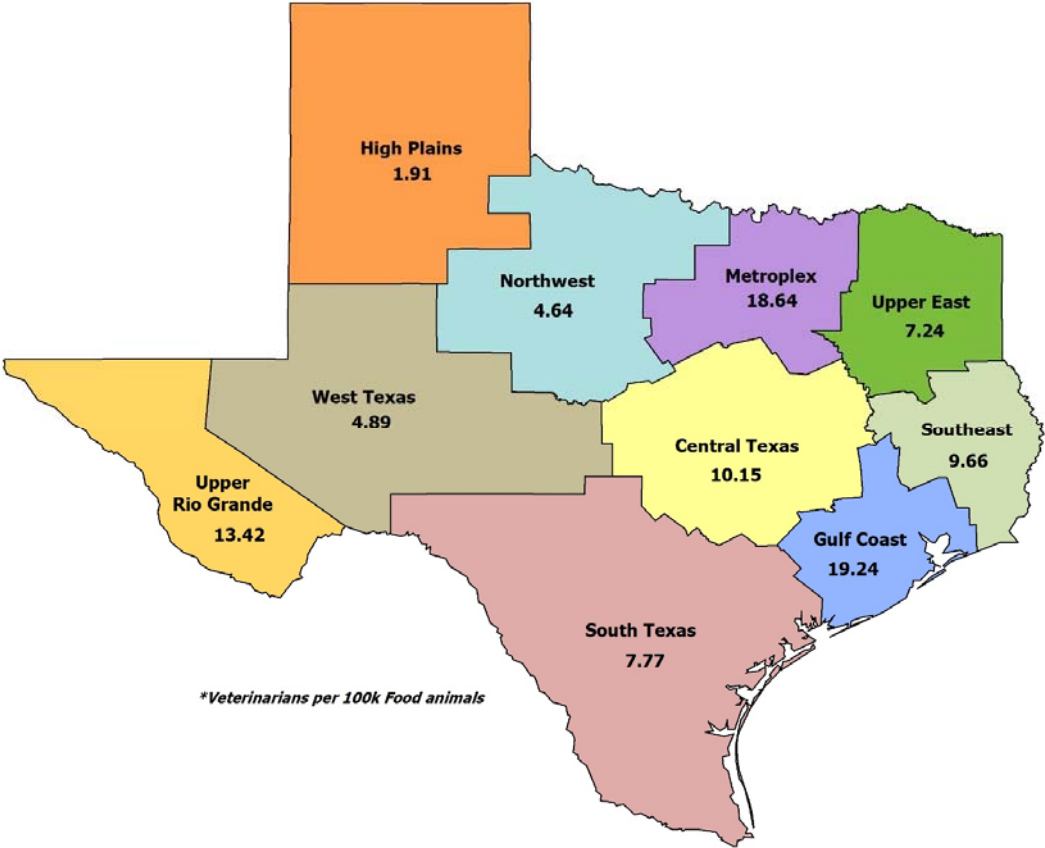 High Plains
1.91
Northwest
4.64
Metroplex
18.64
Upper East
7.24
West Texas
4.89
Central Texas
10.15
Southeast
9.66
Upper
Rio Grande
13.42
Gulf Coast
19.24
South Texas
7.77
*Veterinarians per 100k Food animals